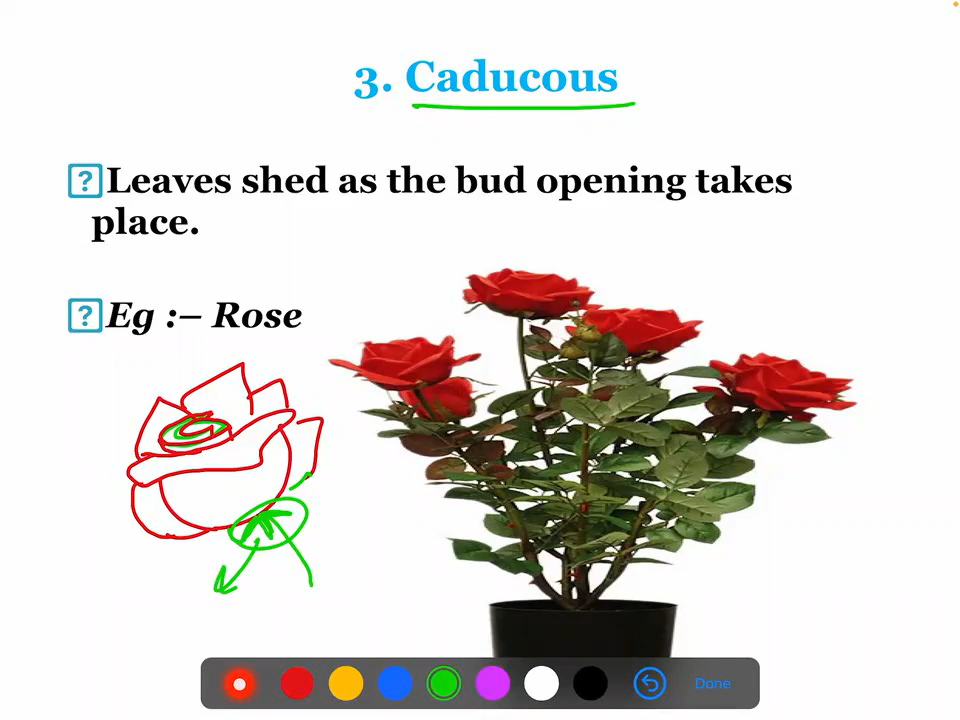 3. Caducous
Leaves shed as the bud opening takes
place.
Eg :– Rose
Done